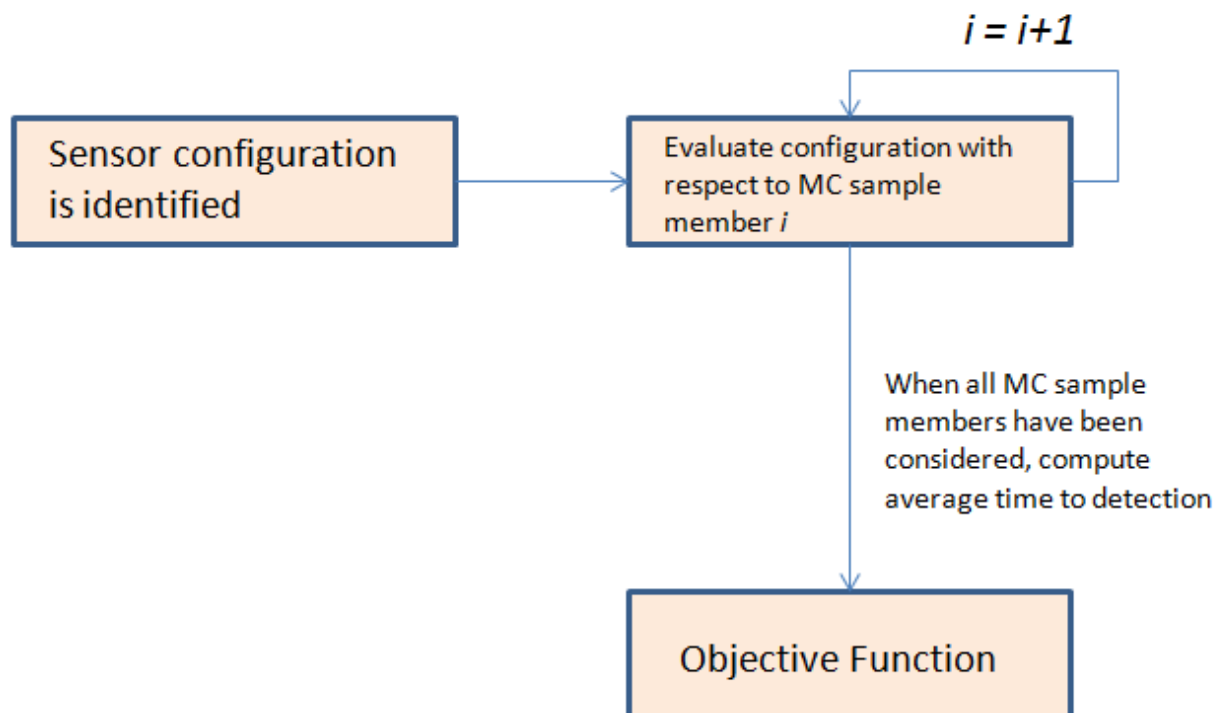 i = i+1
Sensor configuration
is identified
Evaluate configuration with
respect to MC sample
member i
When all MC sample
members have been
considered, compute
average time to detection
Objective Function